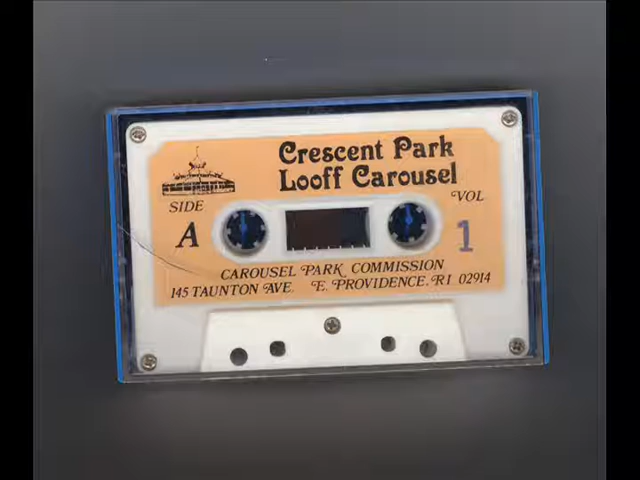 Crescent Park
Looff Carousel
SIDE
A
VOL
1
CAROUSEL PARK COMMISSION
145 TAUNTON AVE. E. PROVIDENCE, RI 02914